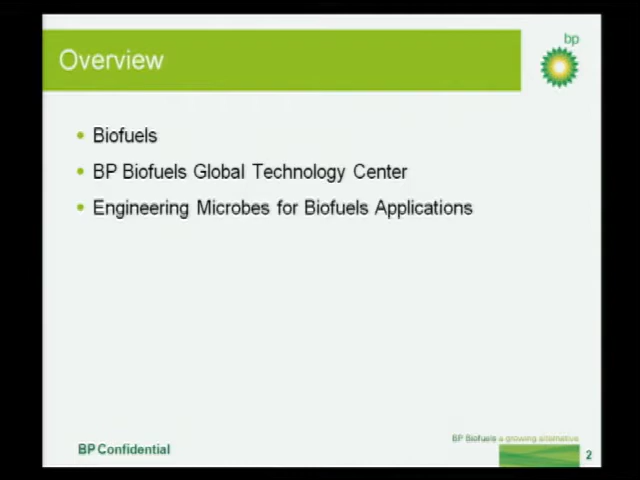 bp
Overview
Biofuels
BP Biofuels Global Technology Center
Engineering Microbes for Biofuels Applications
BP Biofuels a growing alternative
BP Confidential
2